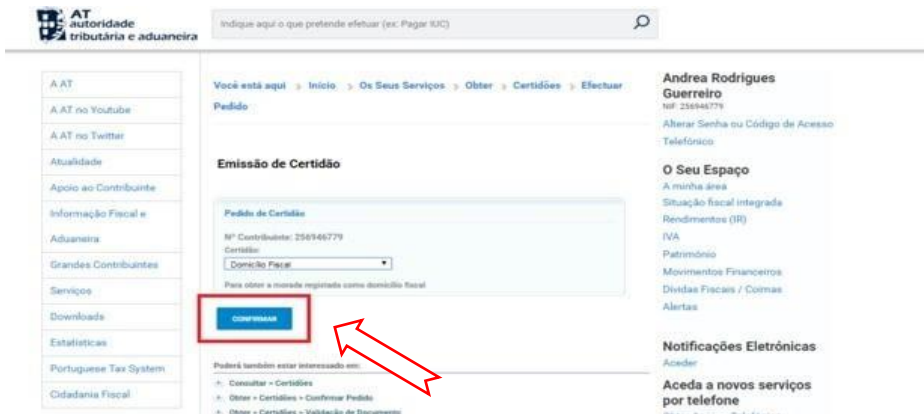 AT
autoridade
tributária e aduaneira
Indique aqui o que pretende efetuar (ex: Pagar IUC)
A AT
A AT no Youtube
A AT no Twitter
Atualidade
Apoio ao Contribuinte
Informação Fiscal e
Aduaneira
Grandes Contribuintes
Serviços
Downloads
Estatísticas
Portuguese Tax System
Cidadania Fiscal
Você está aqui > Início > Os Seus Serviços > Obter > Certidões > Efectuar
Pedido
Emissão de Certidão
Pedido de Certidão
Nº Contribuinte: 256946779
Certidão:
Domicílio Fiscal
Para obter a morada registada como domicílio fiscal
CONFIRMAR
Poderá também estar interessado em:
Consultar » Certidões
Obter » Certidões » Confirmar Pedido
Obter » Certidões » Validação de Documento
Andrea Rodrigues
Guerreiro
NIF: 256946779
Alterar Senha ou Código de Acesso
Telefónico
O Seu Espaço
A minha área
Situação fiscal integrada
Rendimentos (IR)
IVA
Património
Movimentos Financeiros
Dívidas Fiscais / Coimas
Alertas
Notificações Eletrónicas
Aceder
Aceda a novos serviços
por telefone